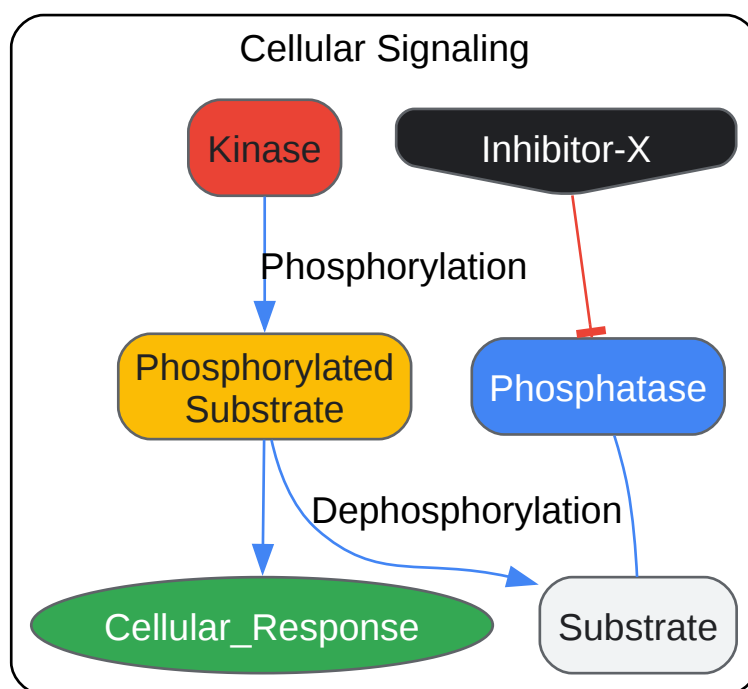 Cellular Signaling
Kinase
Inhibitor-X
Phosphorylation
Phosphorylated
Substrate
Phosphatase
Dephosphorylation
Cellular_Response
Substrate